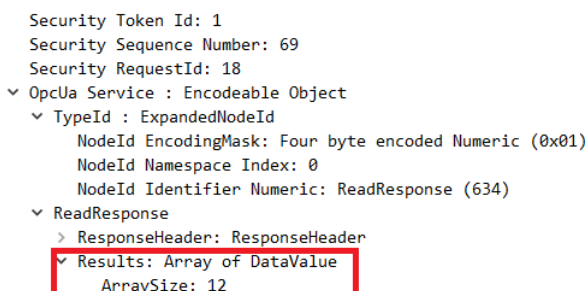 Security Token Id: 1
Security Sequence Number: 69
Security RequestId: 18
OpcUa Service : Encodeable Object
TypeId : ExpandedNodeId
NodeId EncodingMask: Four byte encoded Numeric (0x01)
NodeId Namespace Index: 0
NodeId Identifier Numeric: ReadResponse (634)
ReadResponse
ResponseHeader: ResponseHeader
Results: Array of DataValue
ArraySize: 12